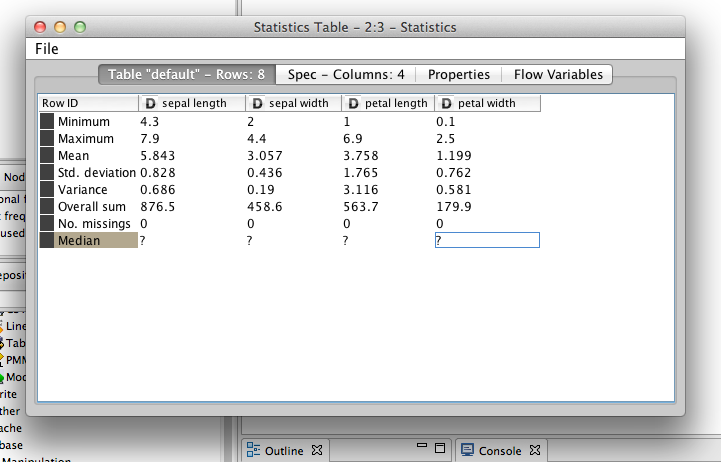 Statistics Table - 2:3 - Statistics
File
Table "default" - Rows: 8 Spec - Columns: 4 Properties Flow Variables
Row ID D sepal length D sepal width D petal length D petal width
Minimum 4.3 2 1 0.1
Maximum 7.9 4.4 6.9 2.5
Mean 5.843 3.057 3.758 1.199
Std. deviation 0.828 0.436 1.765 0.762
Variance 0.686 0.19 3.116 0.581
Overall sum 876.5 458.6 563.7 179.9
No. missings 0 0 0 0
Median ? ? ? ?
Nod
onal f
freq
used
eposit
Line
Tab
PMM
Mod
rite
ther
ache
base
Manipulation
Outline Console